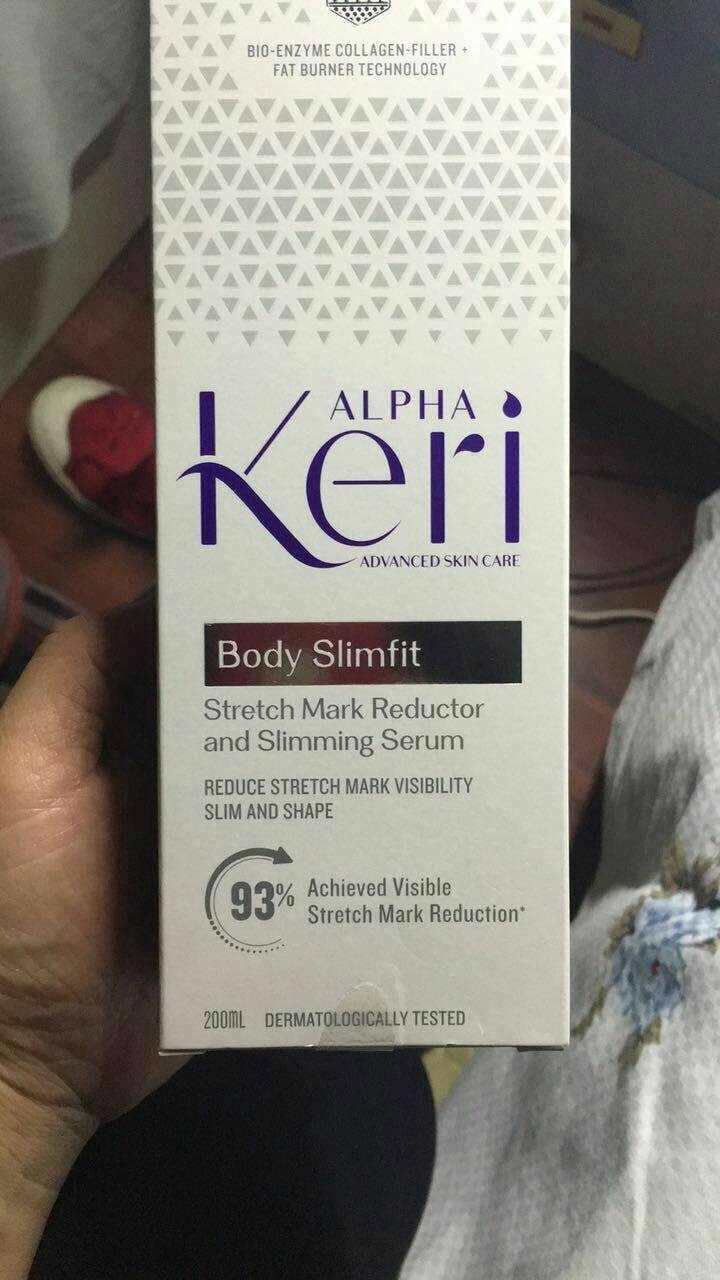 BIO-ENZYME COLLAGEN-FILLER +
FAT BURNER TECHNOLOGY
ALPHA
Keri
ADVANCED SKIN CARE
Body Slimfit
Stretch Mark Reductor
and Slimming Serum
REDUCE STRETCH MARK VISIBILITY
SLIM AND SHAPE
93% Achieved Visible
Stretch Mark Reduction*
200mL DERMATOLOGICALLY TESTED